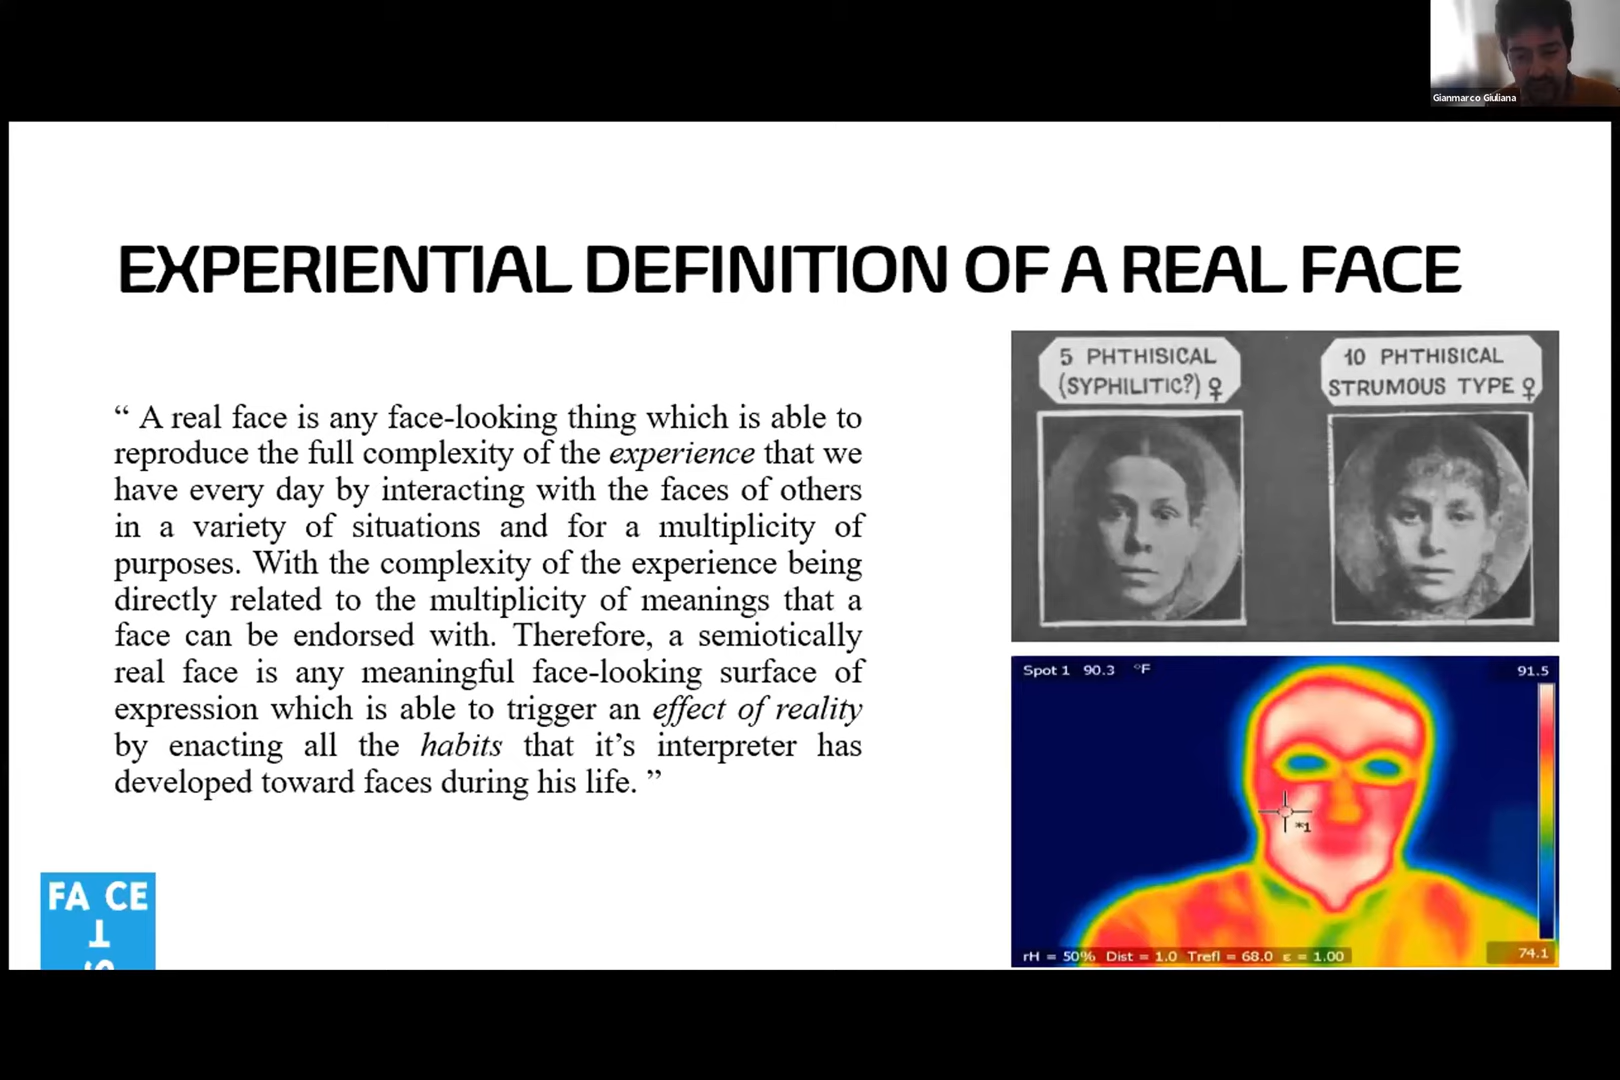 Gianmarco Giuliana
EXPERIENTIAL DEFINITION OF A REAL FACE
“ A real face is any face-looking thing which is able to
reproduce the full complexity of the experience that we
have every day by interacting with the faces of others
in a variety of situations and for a multiplicity of
purposes. With the complexity of the experience being
directly related to the multiplicity of meanings that a
face can be endorsed with. Therefore, a semiotically
real face is any meaningful face-looking surface of
expression which is able to trigger an effect of reality
by enacting all the habits that it’s interpreter has
developed toward faces during his life. ”
5 PHTHISICAL
(SYPHILITIC?) ♀
10 PHTHISICAL
STRUMOUS TYPE ♀
Spot 1 90.3 °F
91.5
*1
rH = 50% Dist = 1.0 Trefl = 68.0 ε = 1.00
74.1
FA CE
T
S